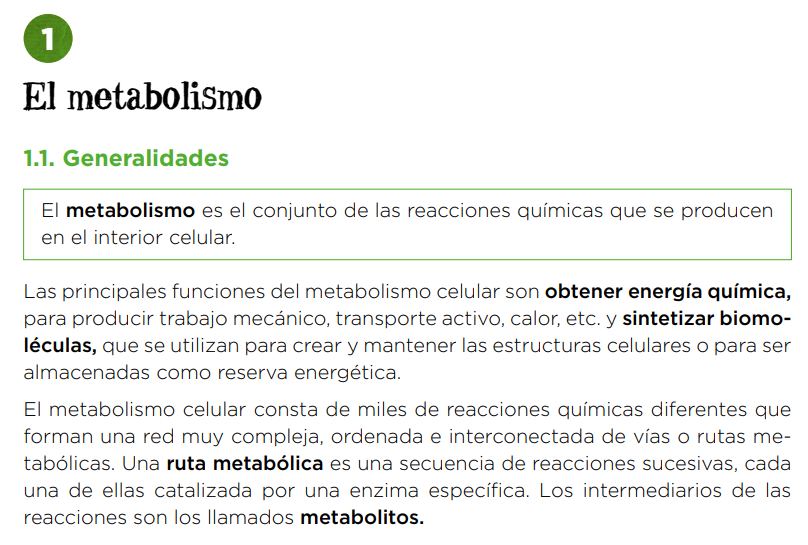 1
El metabolismo
1.1. Generalidades
El metabolismo es el conjunto de las reacciones químicas que se producen
en el interior celular.
Las principales funciones del metabolismo celular son obtener energía química,
para producir trabajo mecánico, transporte activo, calor, etc. y sintetizar biomo-
léculas, que se utilizan para crear y mantener las estructuras celulares o para ser
almacenadas como reserva energética.
El metabolismo celular consta de miles de reacciones químicas diferentes que
forman una red muy compleja, ordenada e interconectada de vías o rutas me-
tabólicas. Una ruta metabólica es una secuencia de reacciones sucesivas, cada
una de ellas catalizada por una enzima específica. Los intermediarios de las
reacciones son los llamados metabolitos.